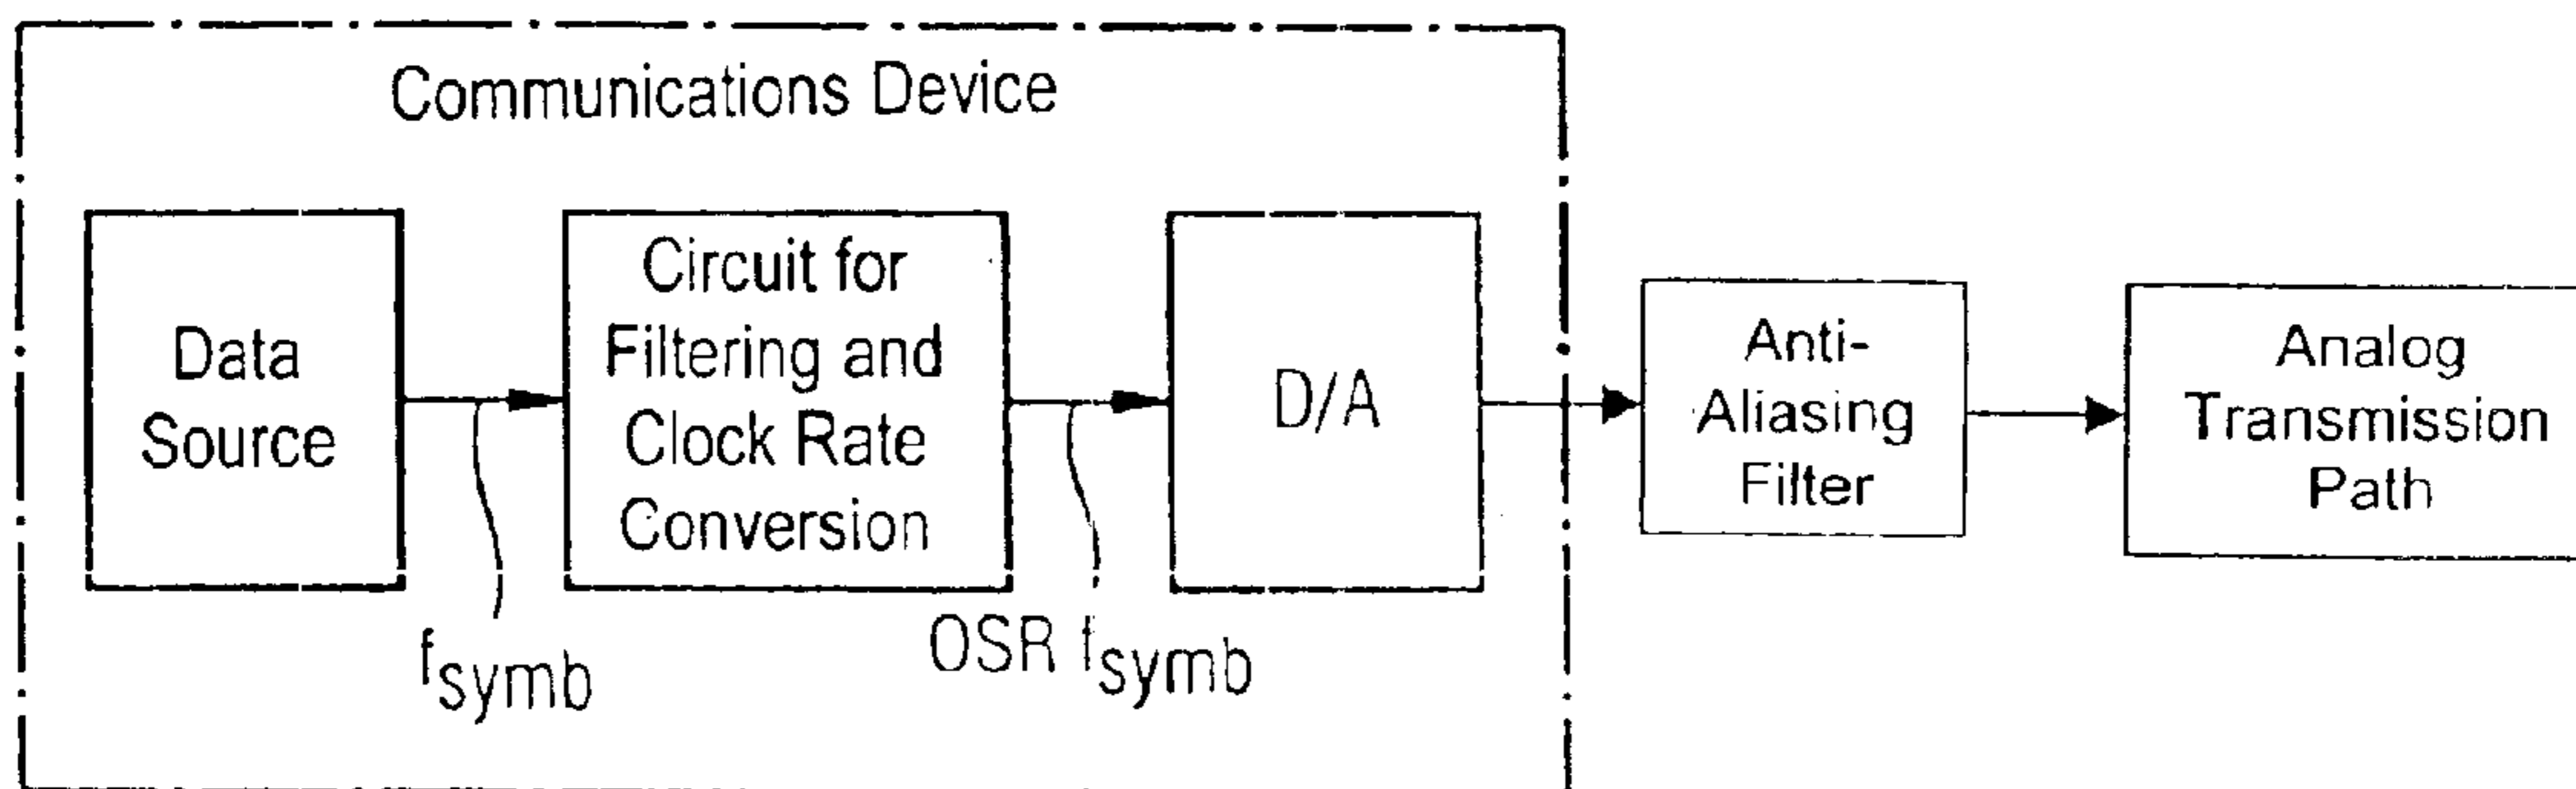 Communications Device
Data
Source
Circuit for
Filtering and
Clock Rate
Conversion
D/A
Anti-
Aliasing
Filter
Analog
Transmission
Path
fsymb
OSR fsymb